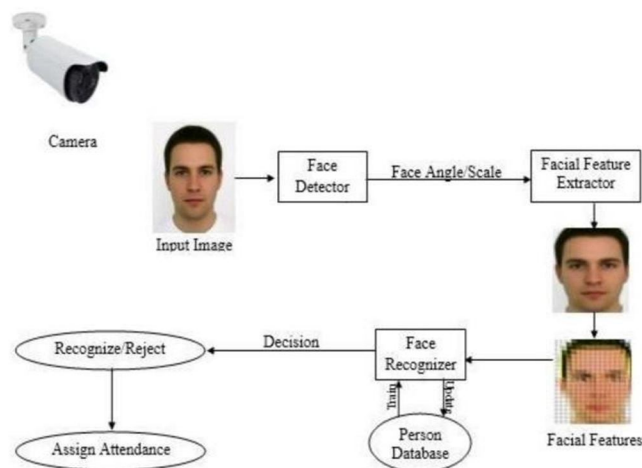 Camera
Input Image
Face
Detector
Face Angle/Scale
Facial Feature
Extractor
Recognize/Reject
Decision
Face
Recognizer
Train
Person
Database
Facial Features
Assign Attendance